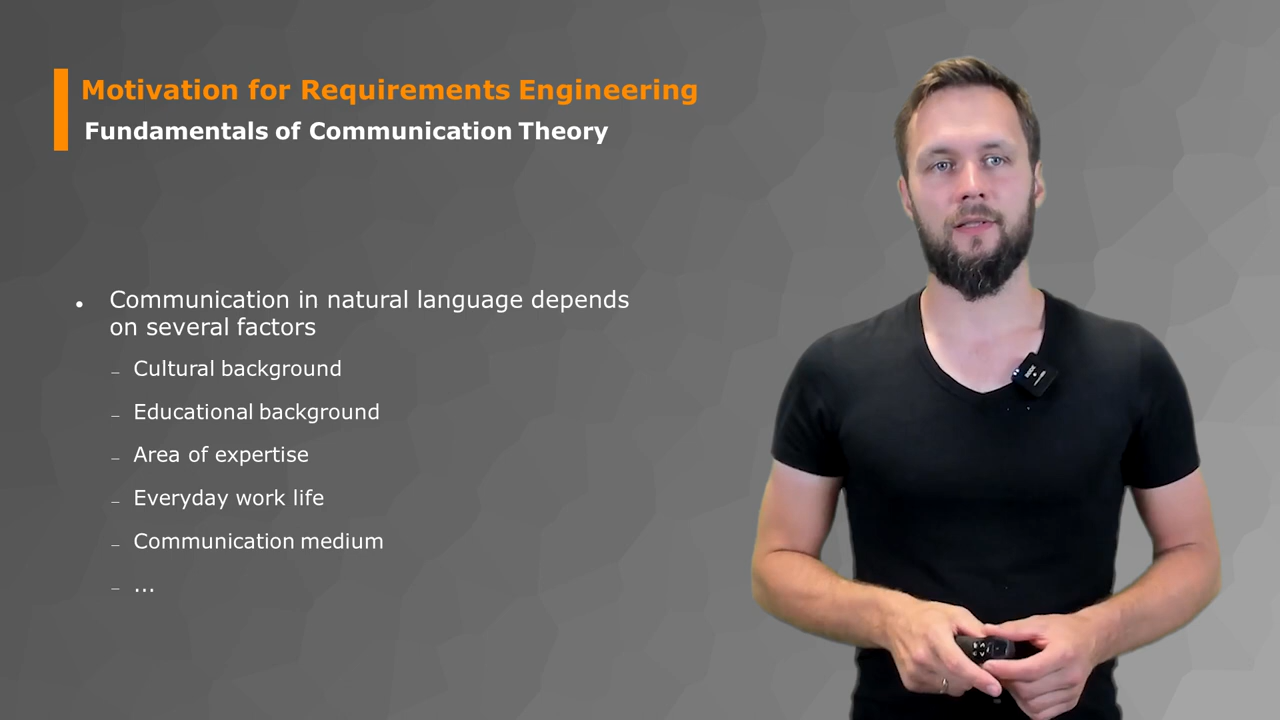 Motivation for Requirements Engineering
Fundamentals of Communication Theory
• Communication in natural language depends
on several factors
– Cultural background
– Educational background
– Area of expertise
– Everyday work life
– Communication medium
– ...